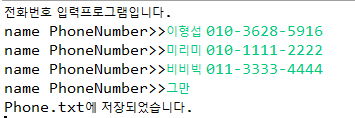 전화번호 입력프로그램입니다.
name PhoneNumber>>이형섭 010-3628-5916
name PhoneNumber>>미리미 010-1111-2222
name PhoneNumber>>비비빅 011-3333-4444
name PhoneNumber>>그만
Phone.txt에 저장되었습니다.